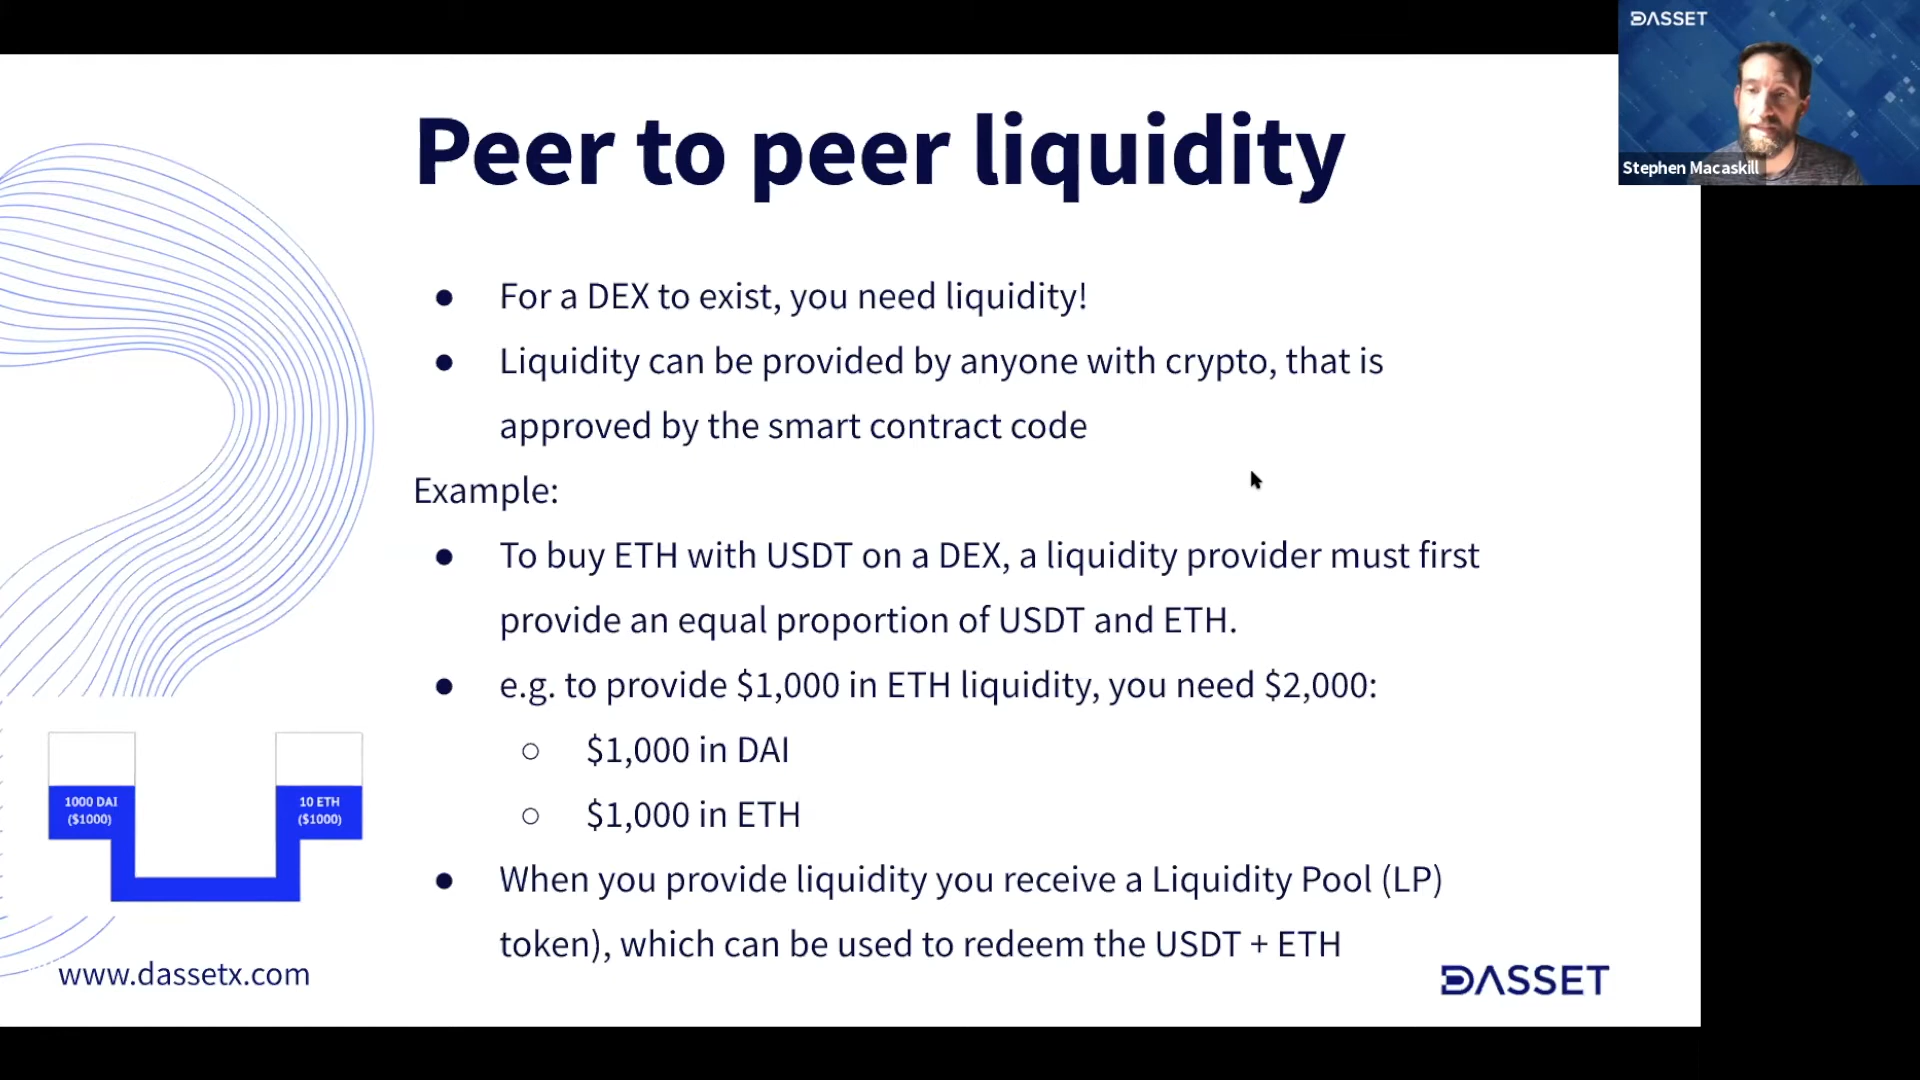 DASSET
Stephen Macaskill
Peer to peer liquidity
● For a DEX to exist, you need liquidity!
● Liquidity can be provided by anyone with crypto, that is
approved by the smart contract code
Example:
● To buy ETH with USDT on a DEX, a liquidity provider must first
provide an equal proportion of USDT and ETH.
● e.g. to provide $1,000 in ETH liquidity, you need $2,000:
○ $1,000 in DAI
○ $1,000 in ETH
● When you provide liquidity you receive a Liquidity Pool (LP)
token), which can be used to redeem the USDT + ETH
1000 DAI
($1000)
10 ETH
($1000)
www.dassetx.com
DASSET